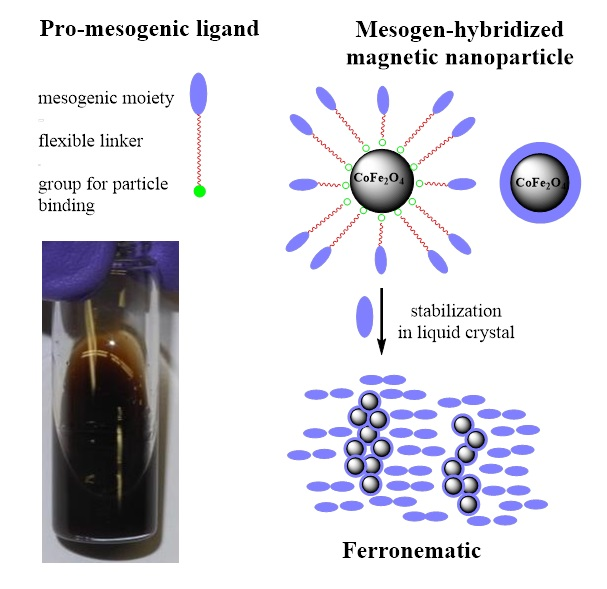 Pro-mesogenic ligand
Mesogen-hybridized
magnetic nanoparticle
mesogenic moiety
flexible linker
group for particle
binding
CoFe₂O₄
CoFe₂O₄
stabilization
in liquid crystal
Ferronematic